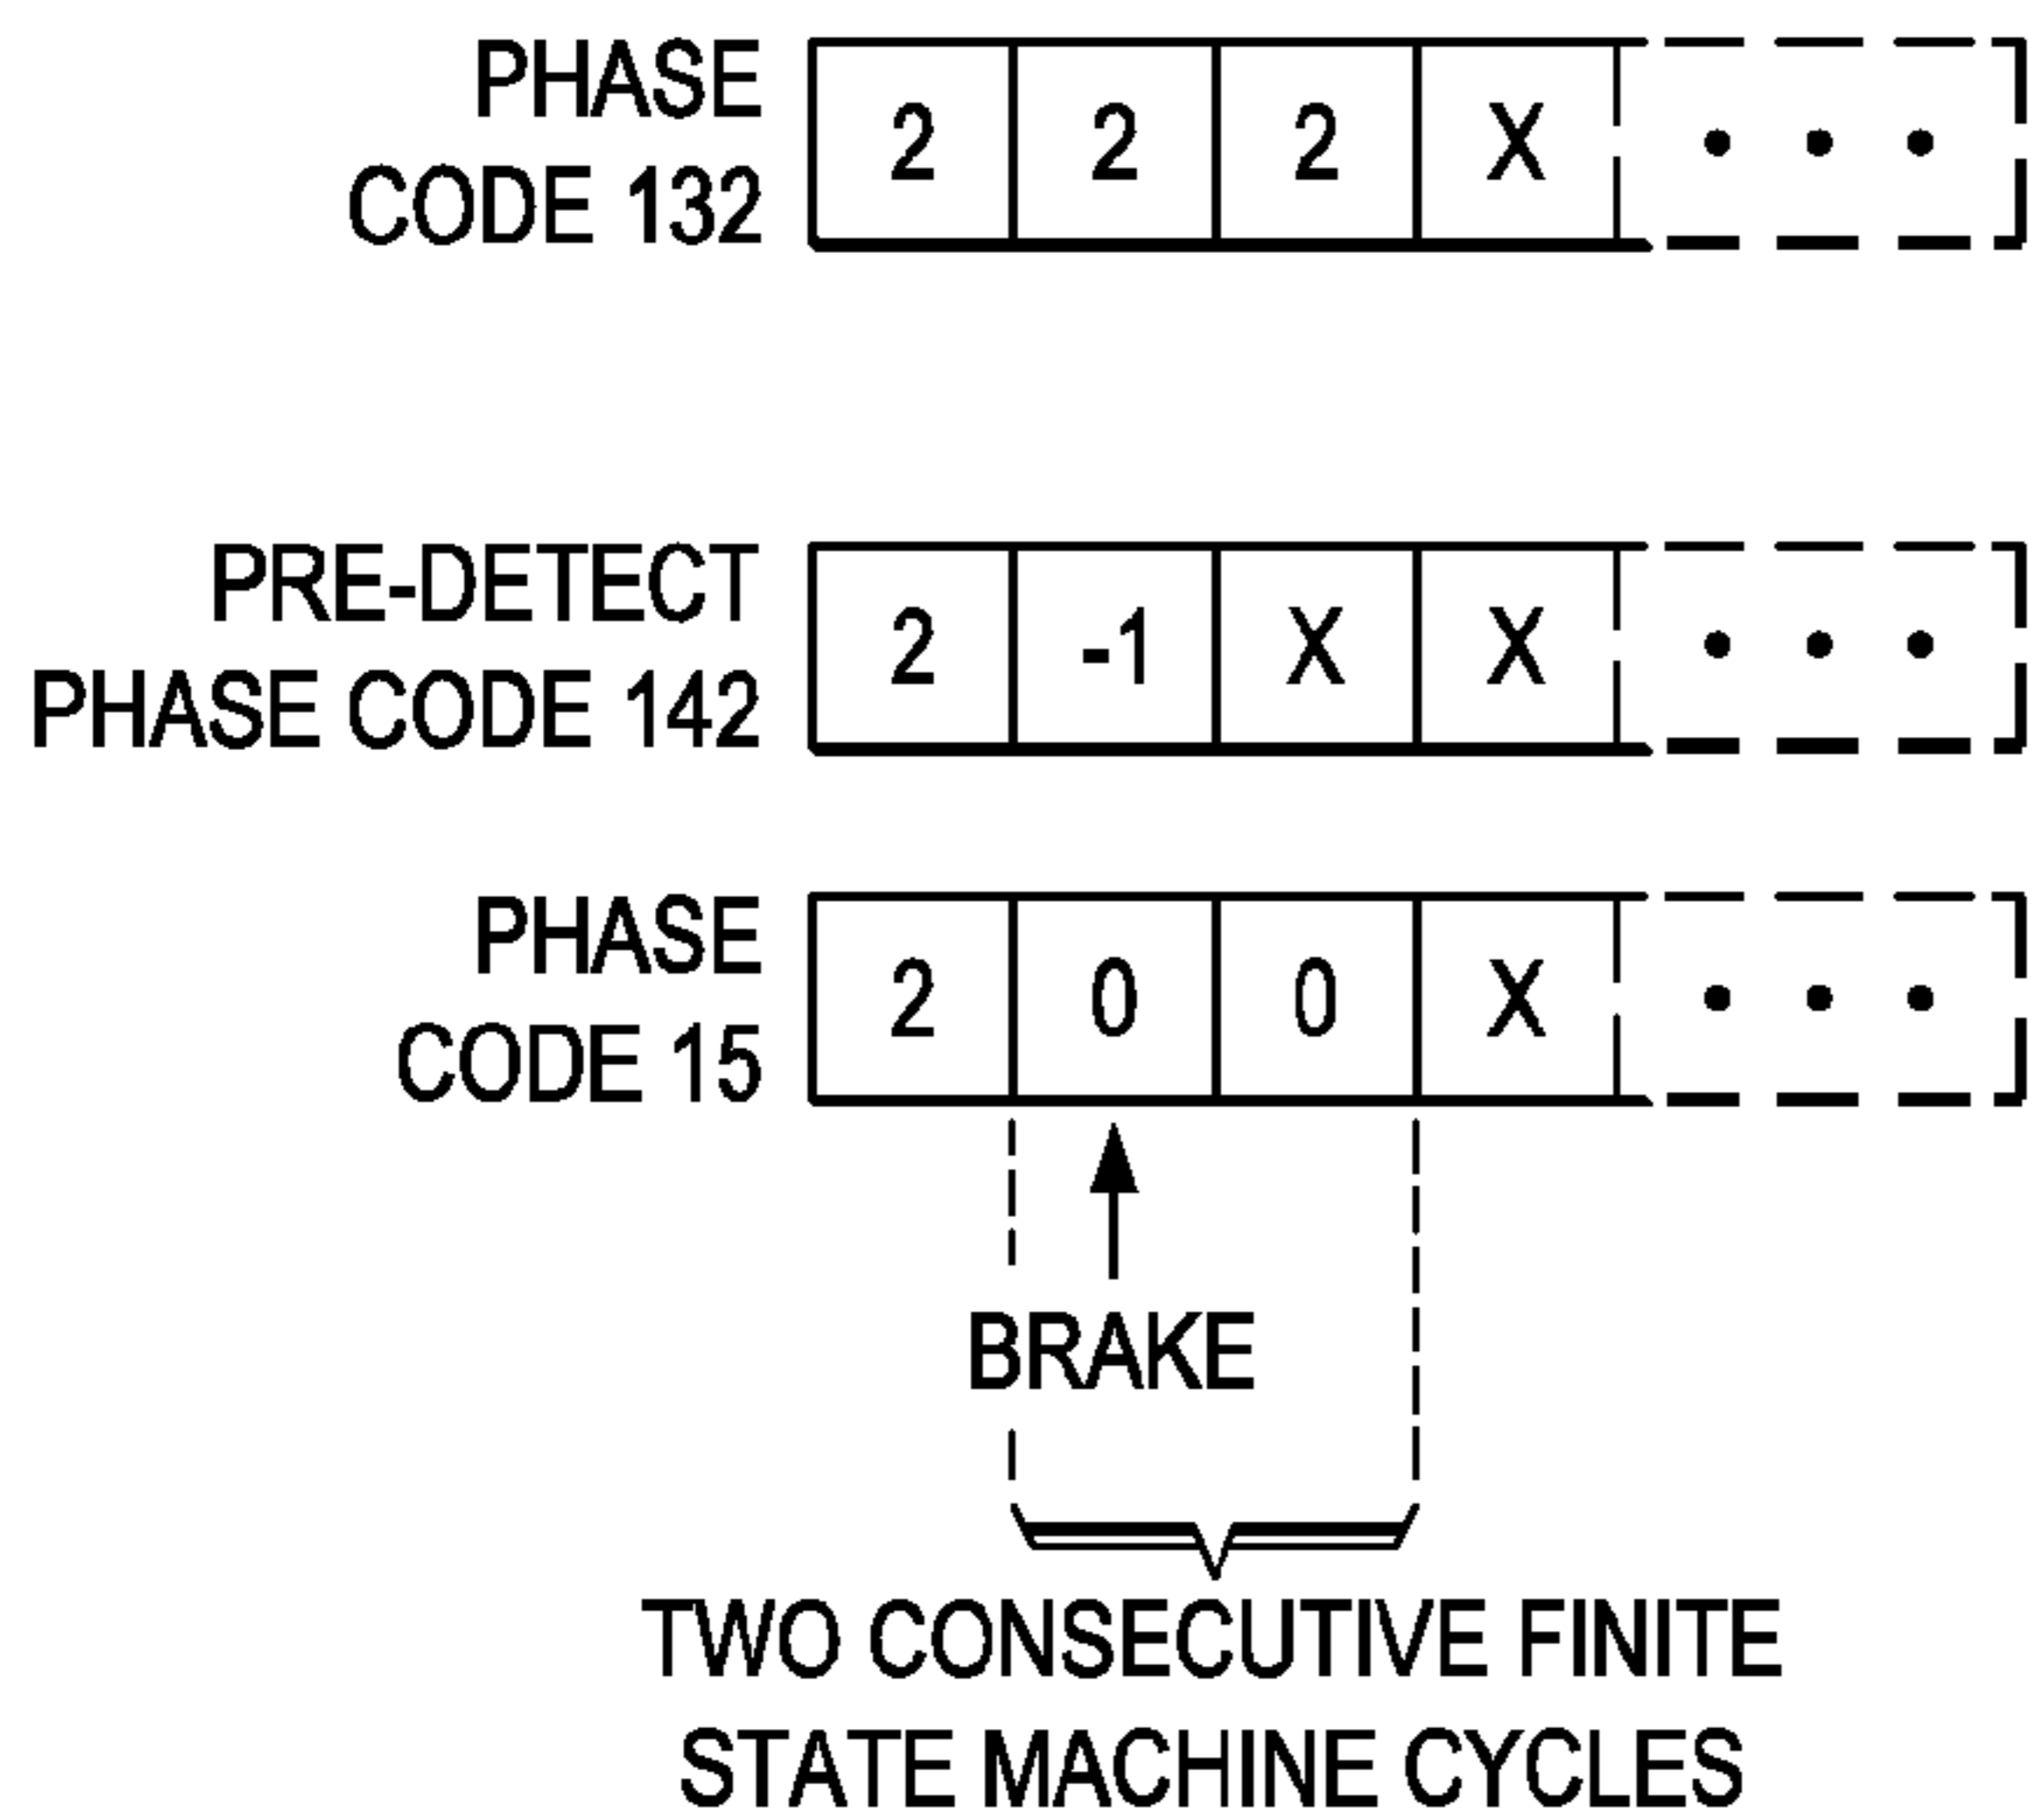 PHASE
CODE 132
2 2 2 X • • •
PRE-DETECT
PHASE CODE 142
2 -1 X X • • •
PHASE
CODE 15
2 0 0 X • • •
BRAKE
TWO CONSECUTIVE FINITE
STATE MACHINE CYCLES